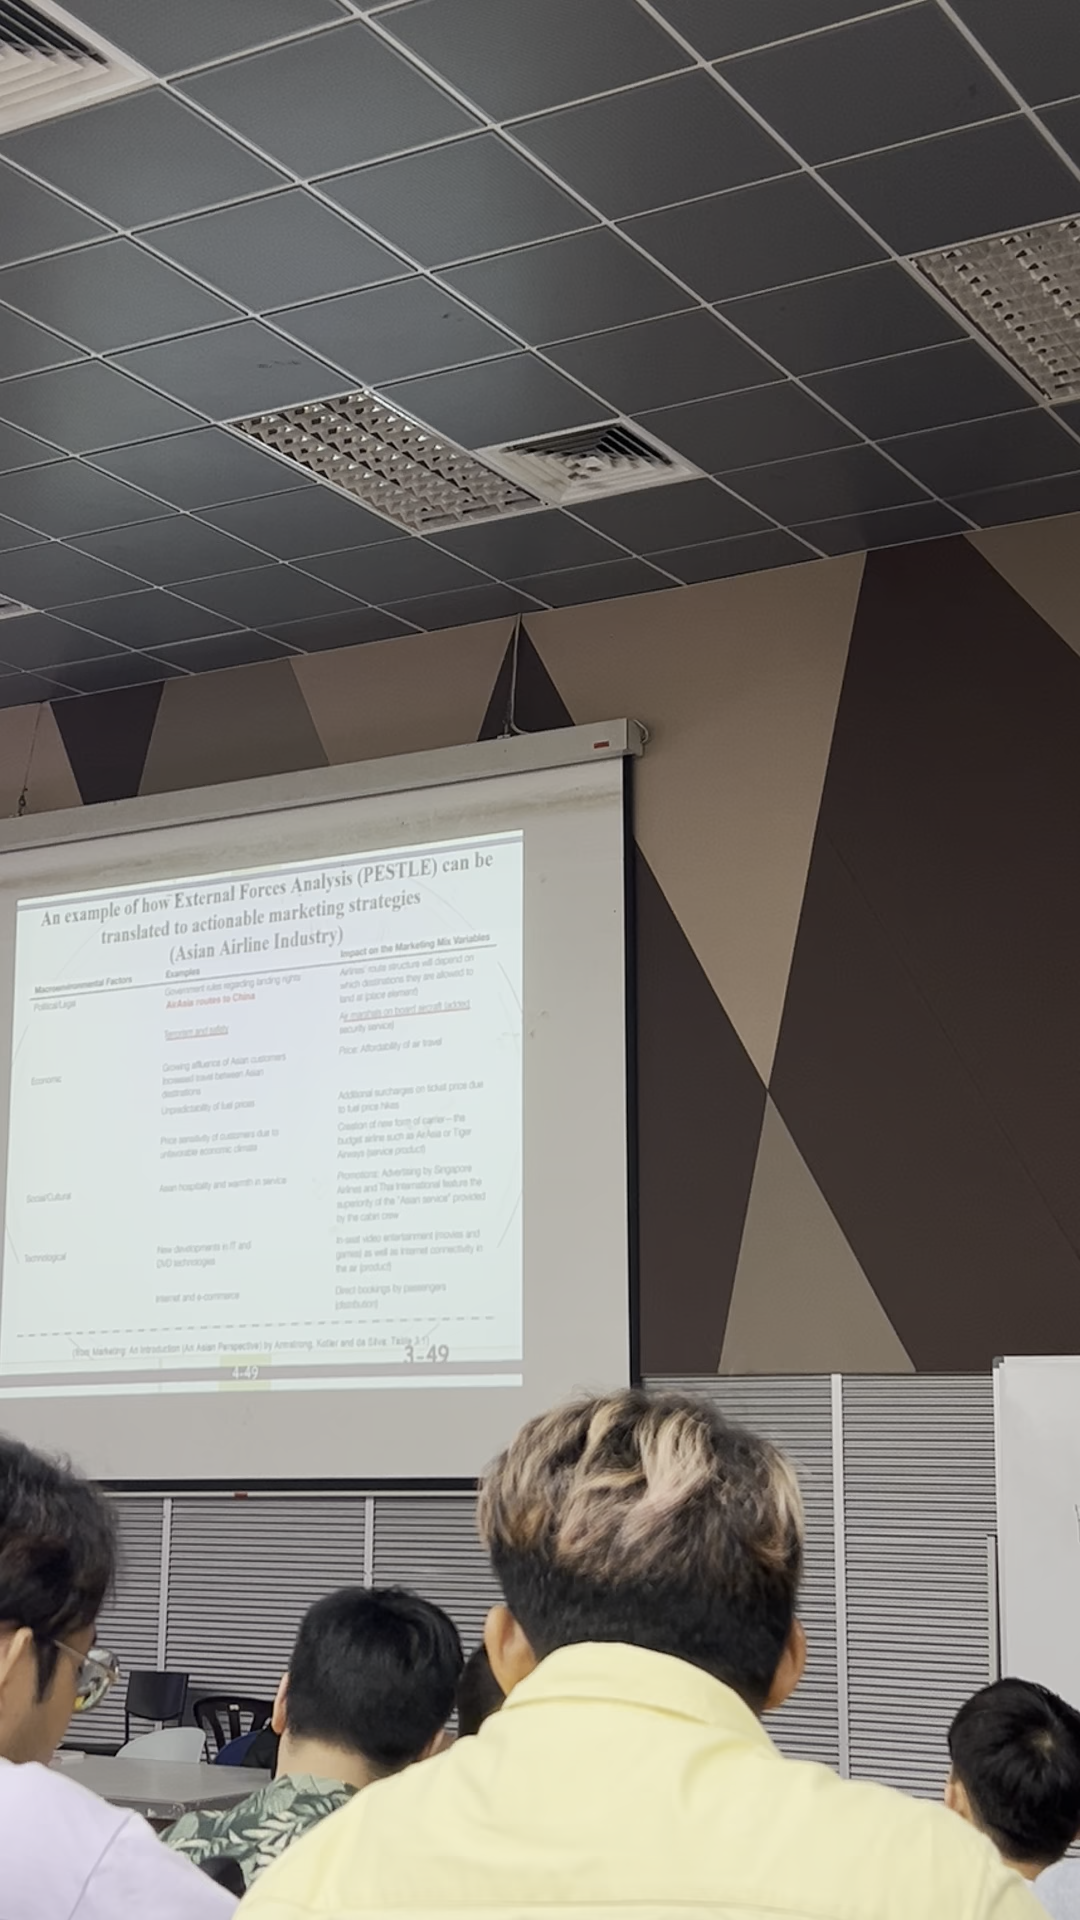 An example of how External Forces Analysis (PESTLE) can be
translated to actionable marketing strategies
(Asian Airline Industry)
Macroenvironmental Factors Examples Impact on the Marketing Mix Variables
Political/Legal
Government rules regarding landing rights
AirAsia routes to China
Airlines' route structure will depend on
which destinations they are allowed to
land at (place element)
Terrorism and safety
Air marshals on board aircraft (added
security service)
Economic
Growing affluence of Asian customers
Increased travel between Asian
destinations
Price: Affordability of air travel
Unpredictability of fuel prices
Additional surcharges on ticket price due
to fuel price hikes
Price sensitivity of customers due to
unfavourable economic climate
Creation of new form of carrier – the
budget airline such as AirAsia or Tiger
Airways (service product)
Social/Cultural
Asian hospitality and warmth in service
Promotions: Advertising by Singapore
Airlines and Thai International feature the
superiority of the "Asian service" provided
by the cabin crew
Technological
New developments in IT and
DVD technologies
In-seat video entertainment (movies and
games) as well as internet connectivity in
the air (product)
Internet and e-commerce
Direct bookings by passengers
(distribution)
(from Marketing: An Introduction (An Asian Perspective) by Armstrong, Kotler and da Silva: Table 3.1)
3-49
4-49